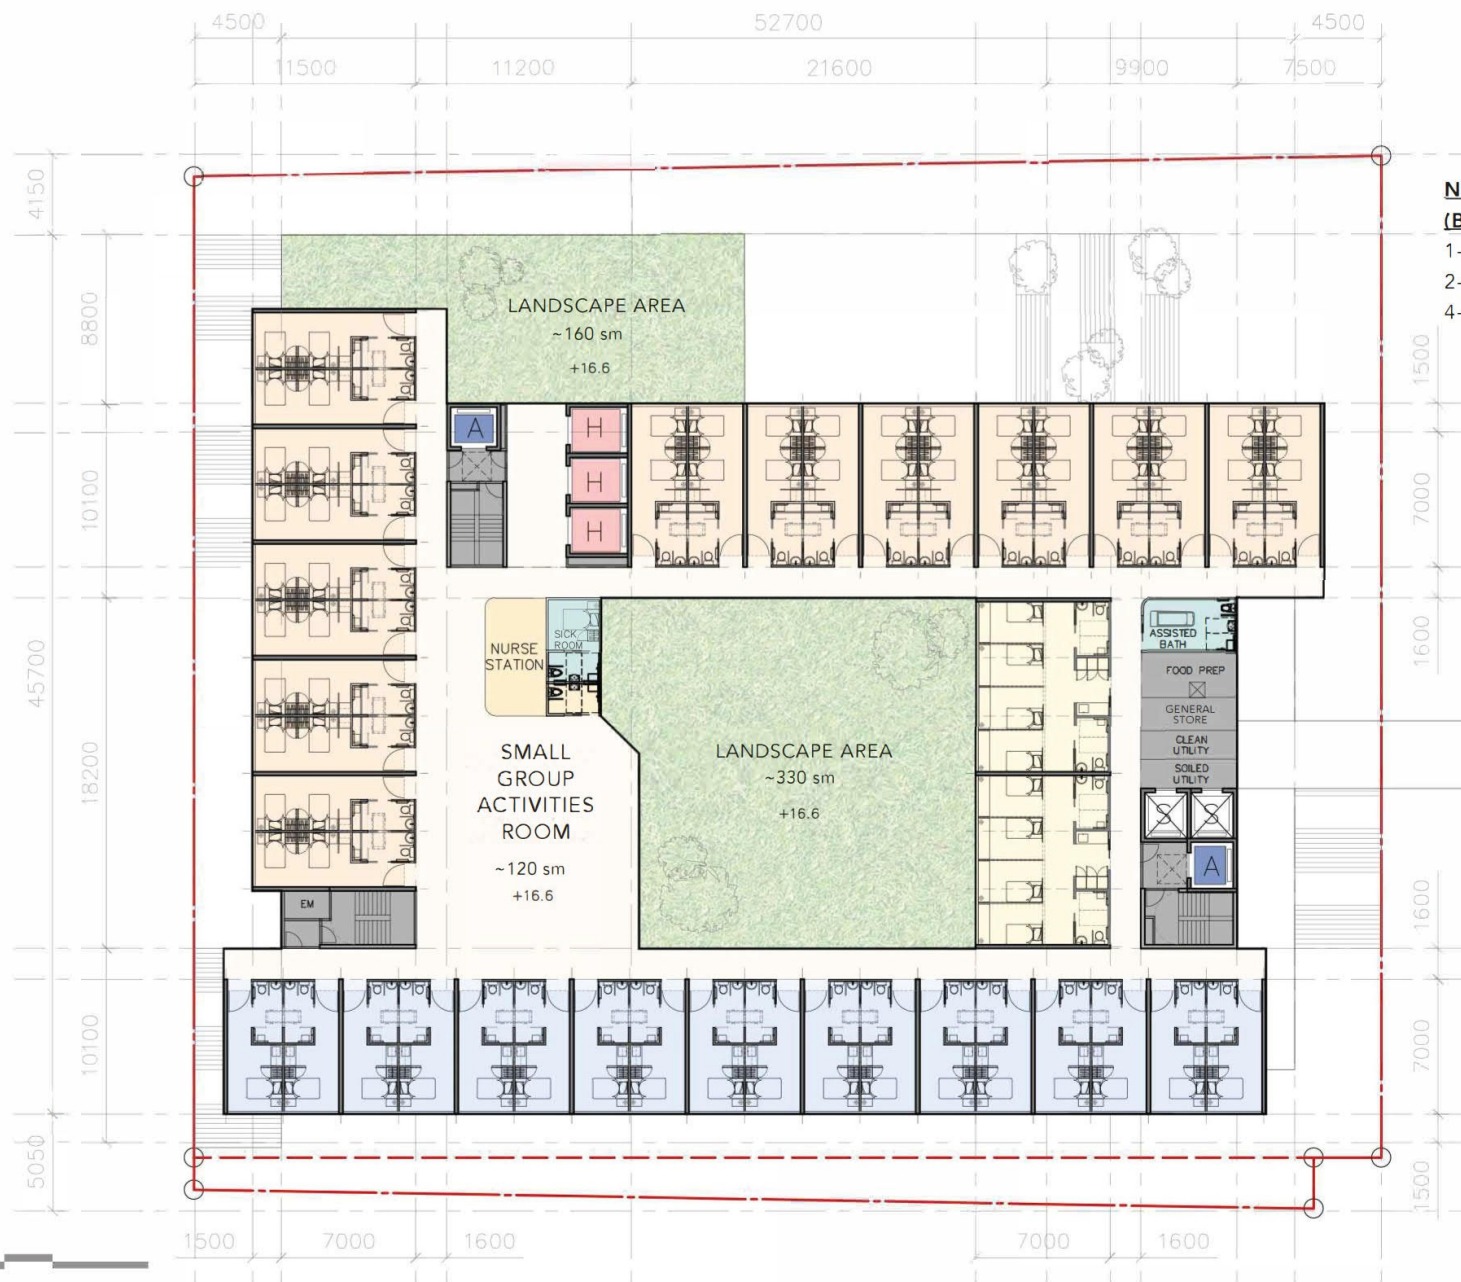 4500
52700
4500
11500
11200
21600
9900
7500
4150
N
(B
1-
2-
4-
LANDSCAPE AREA
~160 sm
+16.6
8800
1500
A
H
H
H
10100
7000
NURSE
STATION
SICK
ROOM
ASSISTED
BATH
1600
FOOD PREP
45700
GENERAL
STORE
CLEAN
UTILITY
SOILED
UTILITY
18200
SMALL
GROUP
ACTIVITIES
ROOM
~120 sm
+16.6
LANDSCAPE AREA
~330 sm
+16.6
S
S
A
EM
1600
10100
7000
5050
1500
1500
7000
1600
7000
1600